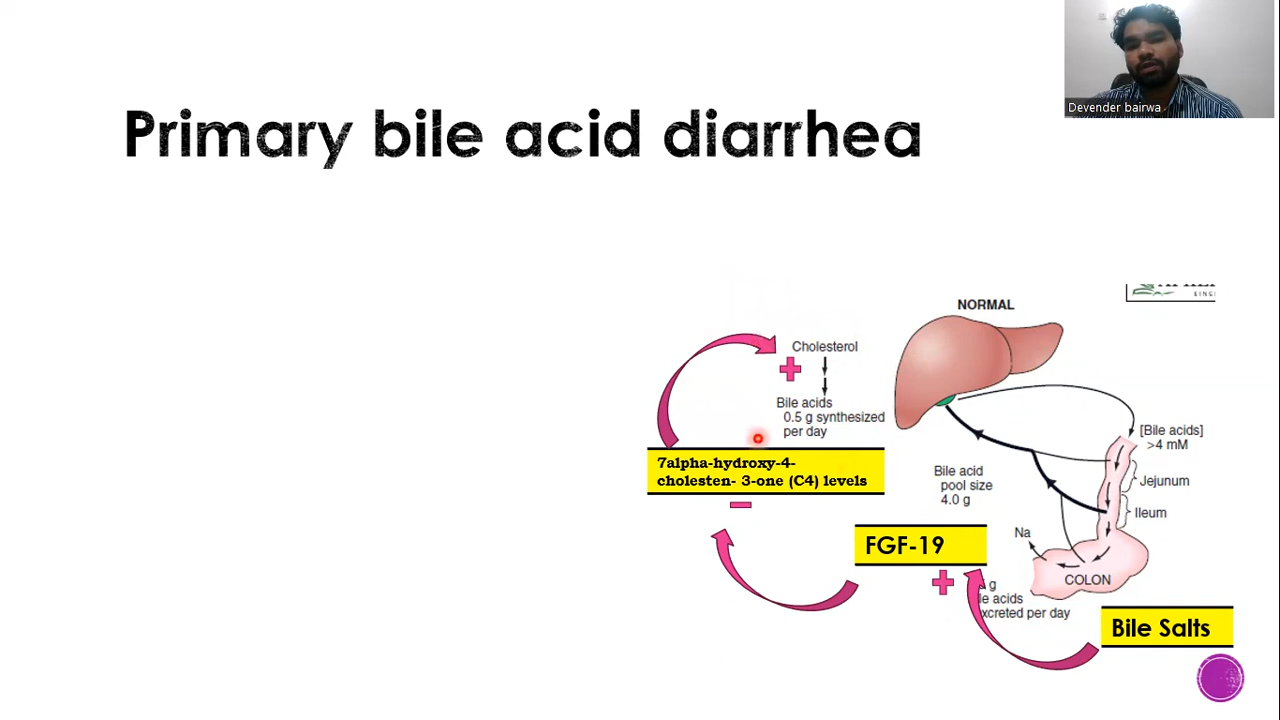 Devender bairwa
Primary bile acid diarrhea
NORMAL
Cholesterol
Bile acids
0.5 g synthesized
per day
[Bile acids]
>4 mM
7alpha-hydroxy-4-
cholesten- 3-one (C4) levels
Bile acid
pool size
4.0 g
Jejunum
Ileum
Na
FGF-19
COLON
g
xcreted per day
Bile Salts